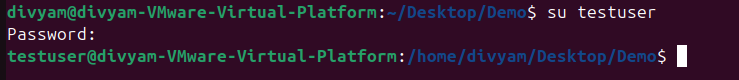 divyam@divyam-VMware-Virtual-Platform:~/Desktop/Demo$ su testuser
Password:
testuser@divyam-VMware-Virtual-Platform:/home/divyam/Desktop/Demo$